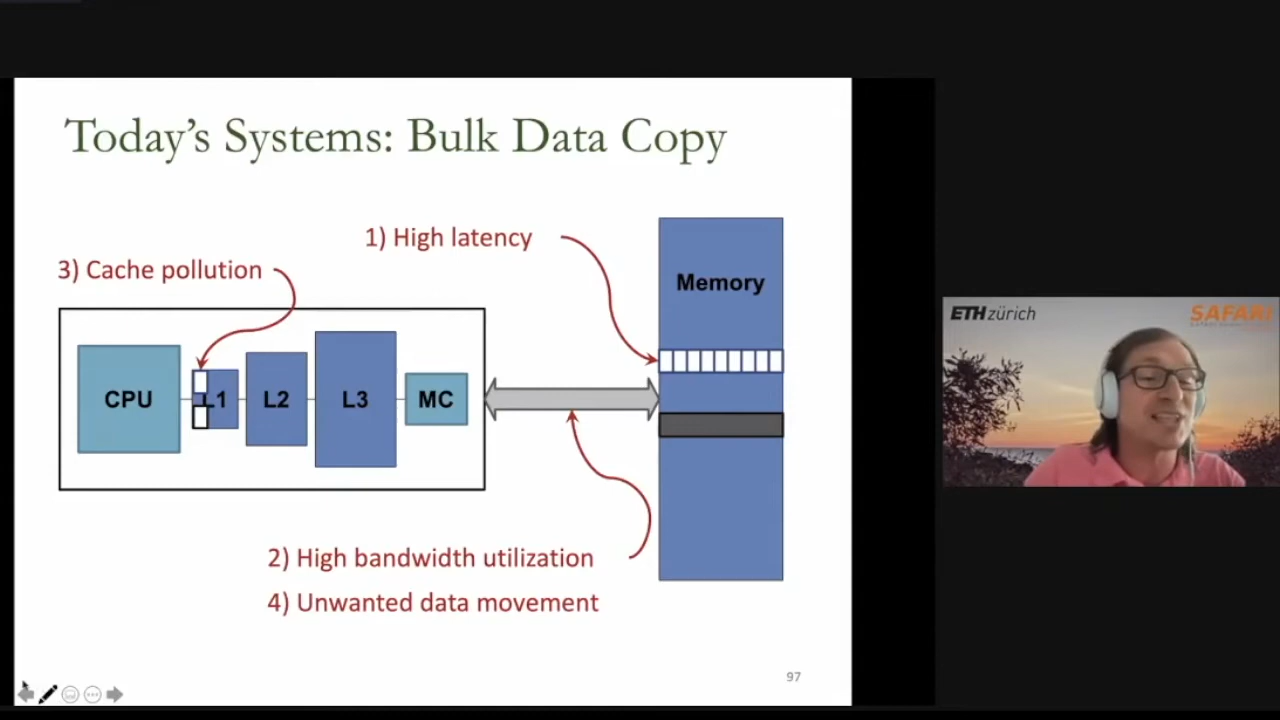 Today's Systems: Bulk Data Copy
1) High latency
3) Cache pollution
Memory
CPU
L1
L2
L3
MC
2) High bandwidth utilization
4) Unwanted data movement
97
ETH zürich
SAFARI